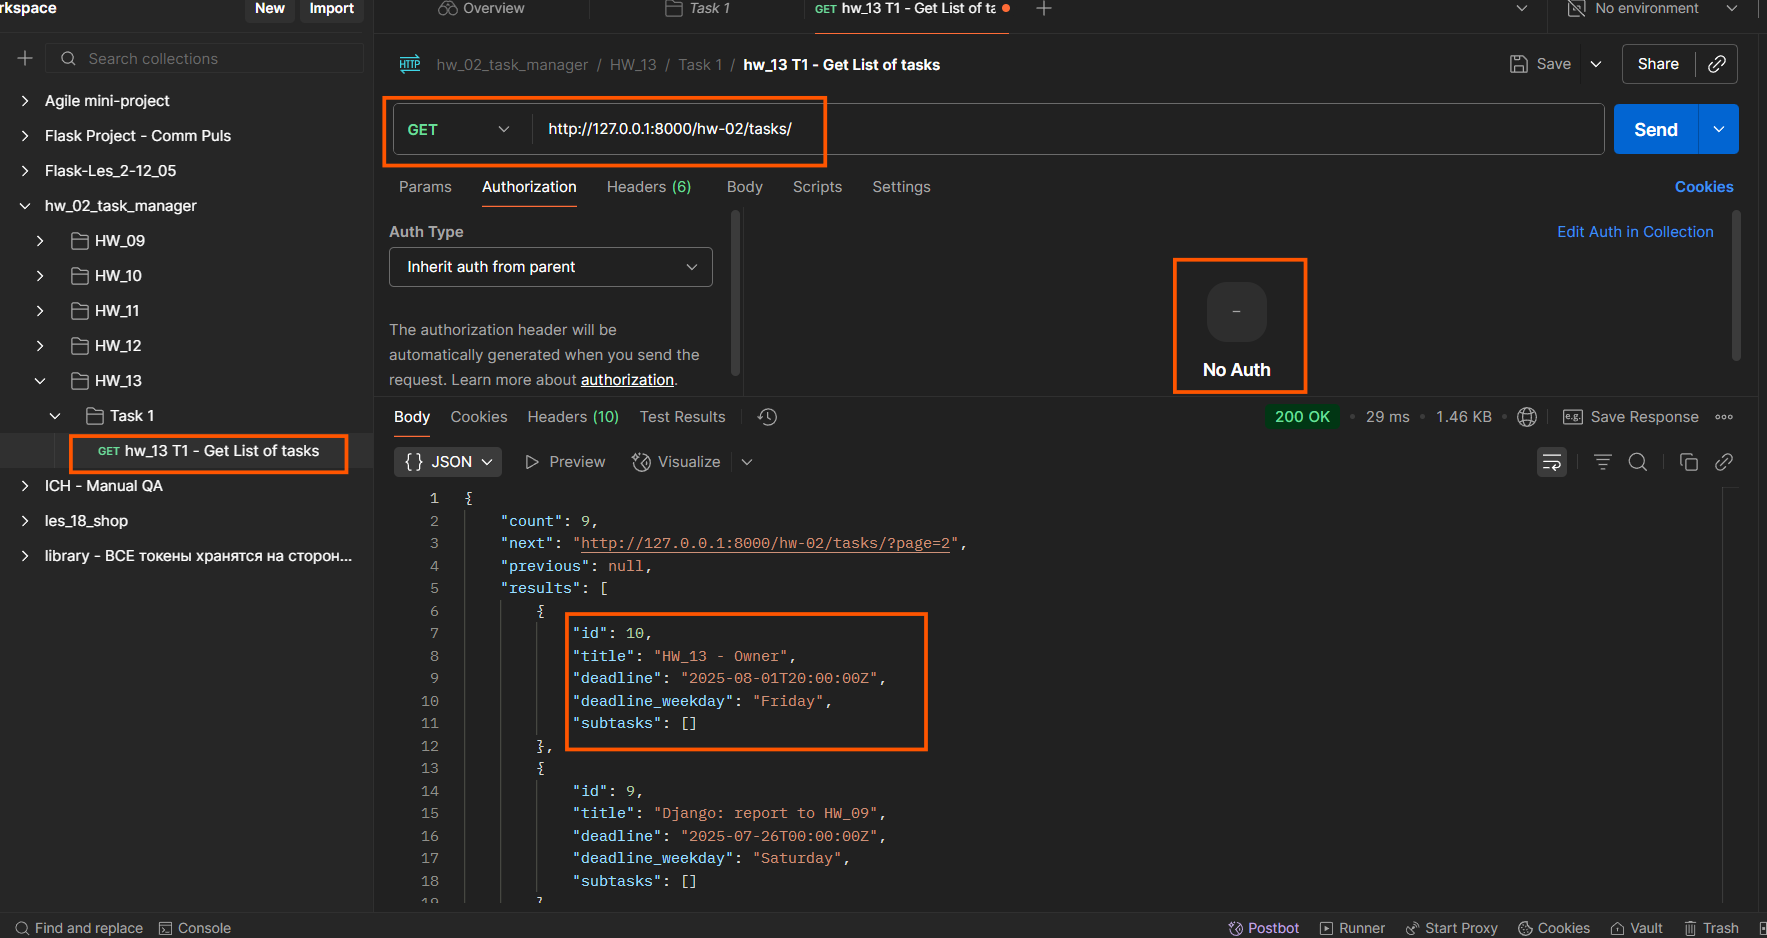 rkspace
New
Import
Overview
Task 1
GET hw_13 T1 - Get List of ta
No environment
Search collections
hw_02_task_manager / HW_13 / Task 1 / hw_13 T1 - Get List of tasks
Save
Share
Agile mini-project
Flask Project - Comm Puls
Flask-Les_2-12_05
hw_02_task_manager
HW_09
HW_10
HW_11
HW_12
HW_13
Task 1
GET hw_13 T1 - Get List of tasks
ICH - Manual QA
les_18_shop
library - ВСЕ токены хранятся на сторон...
HTTP
GET
http://127.0.0.1:8000/hw-02/tasks/
Send
Params
Authorization
Headers (6)
Body
Scripts
Settings
Cookies
Auth Type
Inherit auth from parent
Edit Auth in Collection
The authorization header will be
automatically generated when you send the
request. Learn more about authorization.
No Auth
Body
Cookies
Headers (10)
Test Results
200 OK
29 ms
1.46 KB
e.g.
Save Response
{ } JSON
Preview
Visualize
1 {
2 "count": 9,
3 "next": "http://127.0.0.1:8000/hw-02/tasks/?page=2",
4 "previous": null,
5 "results": [
6 {
7 "id": 10,
8 "title": "HW_13 - Owner",
9 "deadline": "2025-08-01T20:00:00Z",
10 "deadline_weekday": "Friday",
11 "subtasks": []
12 },
13 {
14 "id": 9,
15 "title": "Django: report to HW_09",
16 "deadline": "2025-07-26T00:00:00Z",
17 "deadline_weekday": "Saturday",
18 "subtasks": []
19 }
Find and replace
Console
Postbot
Runner
Start Proxy
Cookies
Vault
Trash